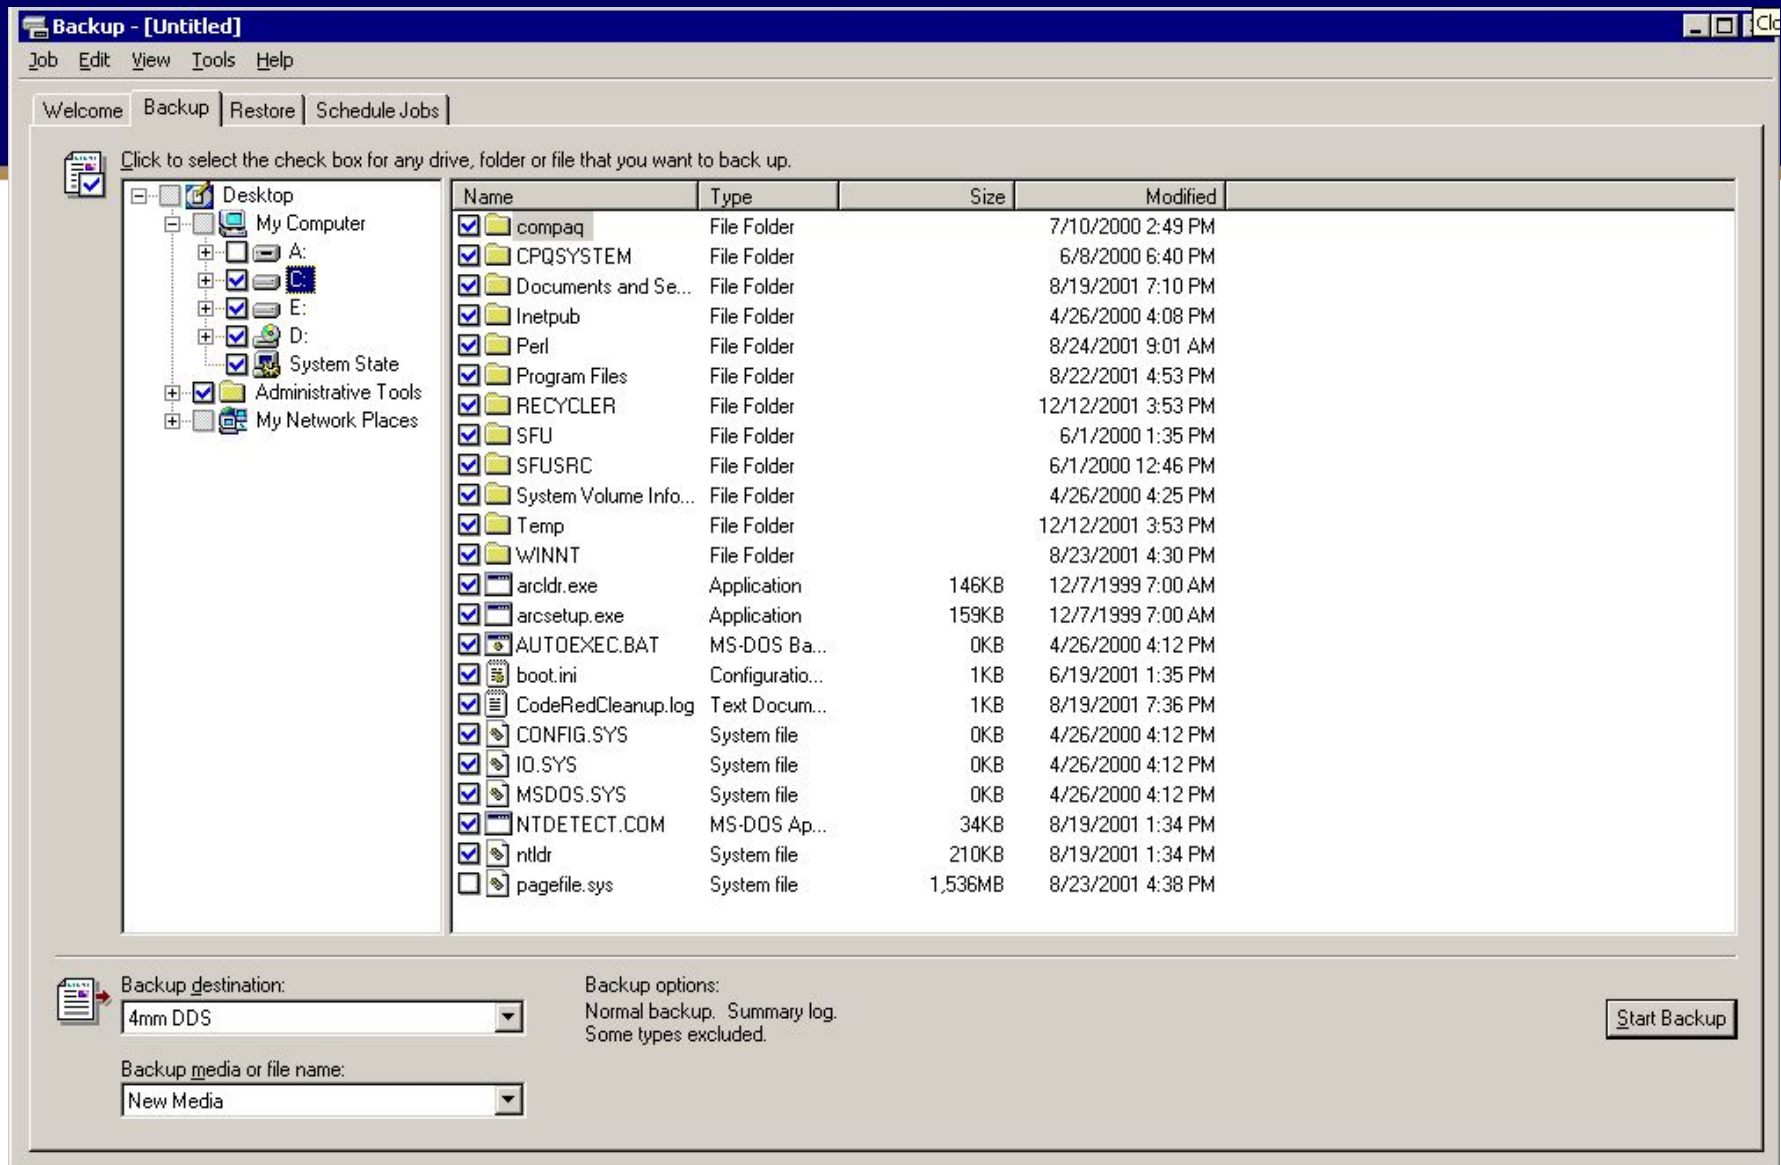 Backup - [Untitled]
Clo
Job Edit View Tools Help
Welcome Backup Restore Schedule Jobs
Click to select the check box for any drive, folder or file that you want to back up.
Desktop
My Computer
A:
C:
E:
D:
System State
Administrative Tools
My Network Places
Name Type Size Modified
compaq File Folder 7/10/2000 2:49 PM
CPQSYSTEM File Folder 6/8/2000 6:40 PM
Documents and Se... File Folder 8/19/2001 7:10 PM
Inetpub File Folder 4/26/2000 4:08 PM
Perl File Folder 8/24/2001 9:01 AM
Program Files File Folder 8/22/2001 4:53 PM
RECYCLER File Folder 12/12/2001 3:53 PM
SFU File Folder 6/1/2000 1:35 PM
SFUSRC File Folder 6/1/2000 12:46 PM
System Volume Info... File Folder 4/26/2000 4:25 PM
Temp File Folder 12/12/2001 3:53 PM
WINNT File Folder 8/23/2001 4:30 PM
arcldr.exe Application 146KB 12/7/1999 7:00 AM
arcsetup.exe Application 159KB 12/7/1999 7:00 AM
AUTOEXEC.BAT MS-DOS Ba... 0KB 4/26/2000 4:12 PM
boot.ini Configuratio... 1KB 6/19/2001 1:35 PM
CodeRedCleanup.log Text Docum... 1KB 8/19/2001 7:36 PM
CONFIG.SYS System file 0KB 4/26/2000 4:12 PM
IO.SYS System file 0KB 4/26/2000 4:12 PM
MSDOS.SYS System file 0KB 4/26/2000 4:12 PM
NTDETECT.COM MS-DOS Ap... 34KB 8/19/2001 1:34 PM
ntldr System file 210KB 8/19/2001 1:34 PM
pagefile.sys System file 1,536MB 8/23/2001 4:38 PM
Backup destination:
4mm DDS
Backup media or file name:
New Media
Backup options:
Normal backup. Summary log.
Some types excluded.
Start Backup